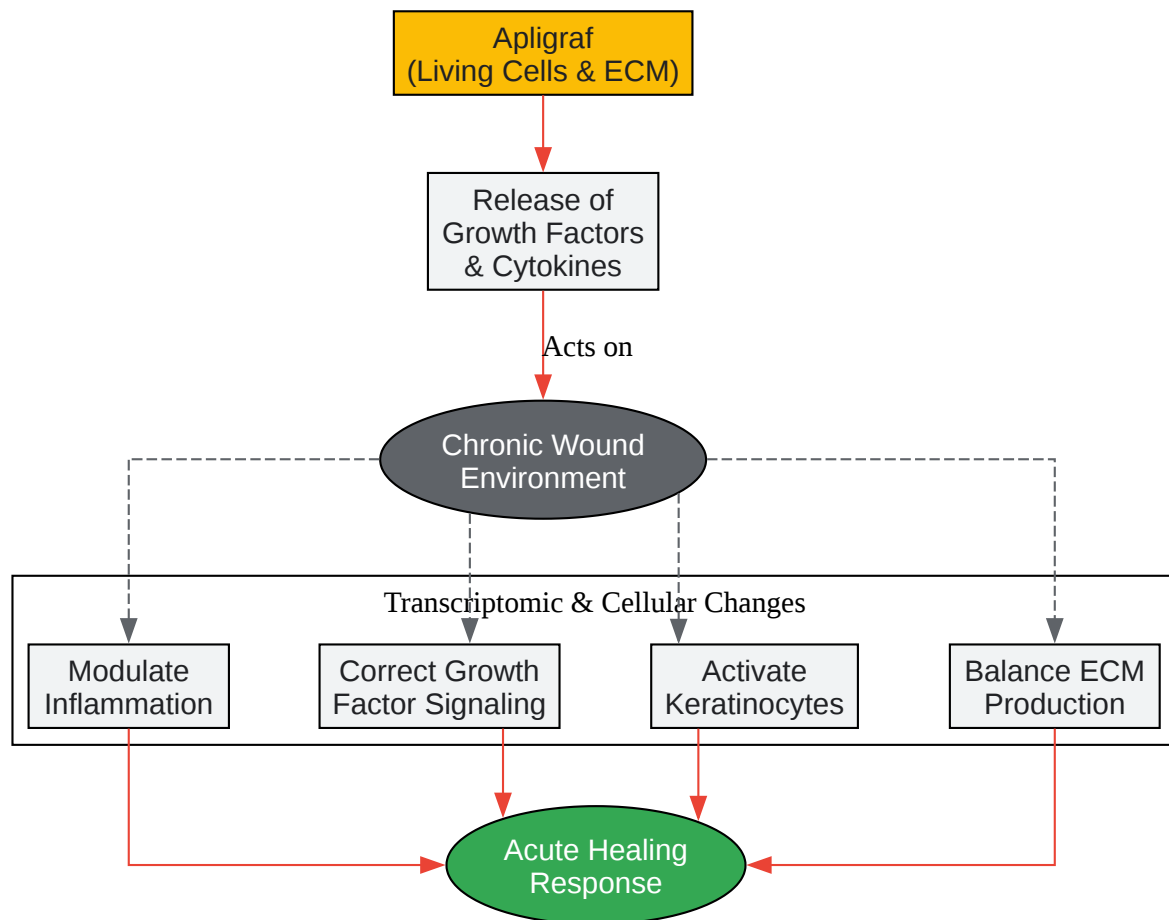 Apligraf
(Living Cells & ECM)
Release of
Growth Factors
& Cytokines
Acts on
Chronic Wound
Environment
Transcriptomic & Cellular Changes
Modulate
Inflammation
Correct Growth
Factor Signaling
Activate
Keratinocytes
Balance ECM
Production
Acute Healing
Response